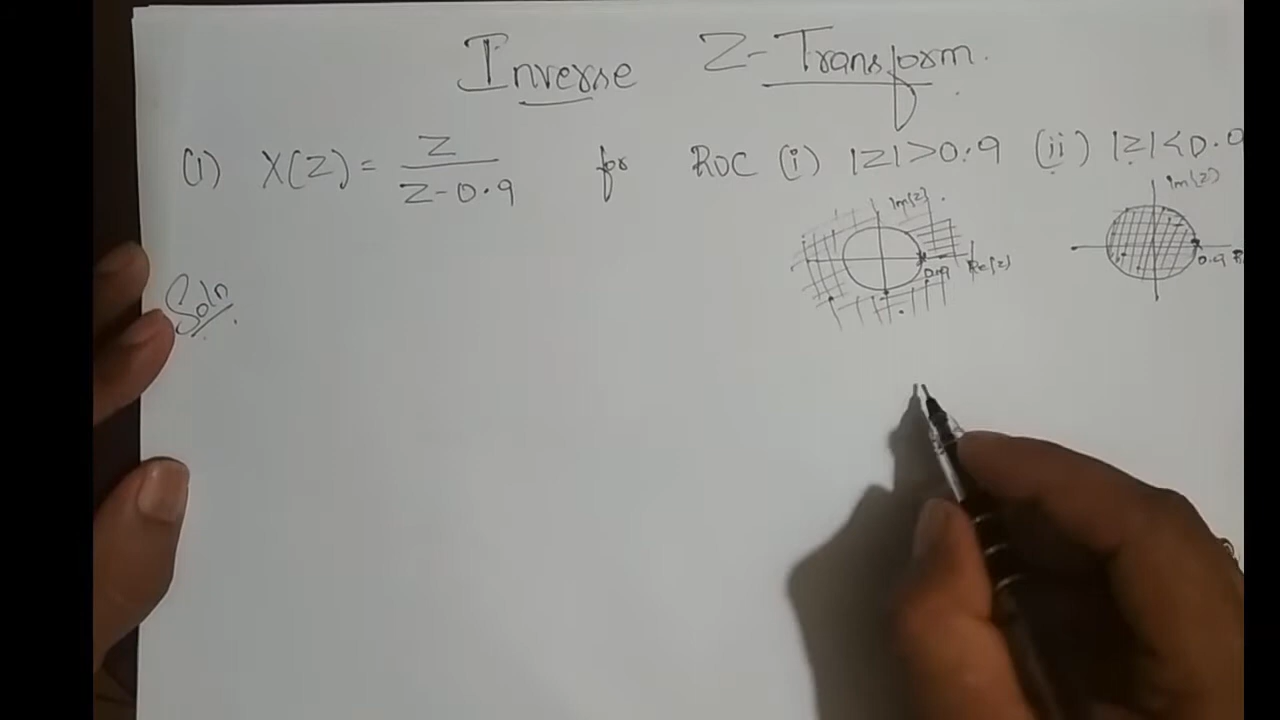 Inverse Z-Transform.
(1) X(Z) = Z / Z-0.9 for ROC (i) |Z|>0.9 (ii) |Z|<0.9
Im(z) Im(z)
0.9 Re(z) 0.9 R
Soln